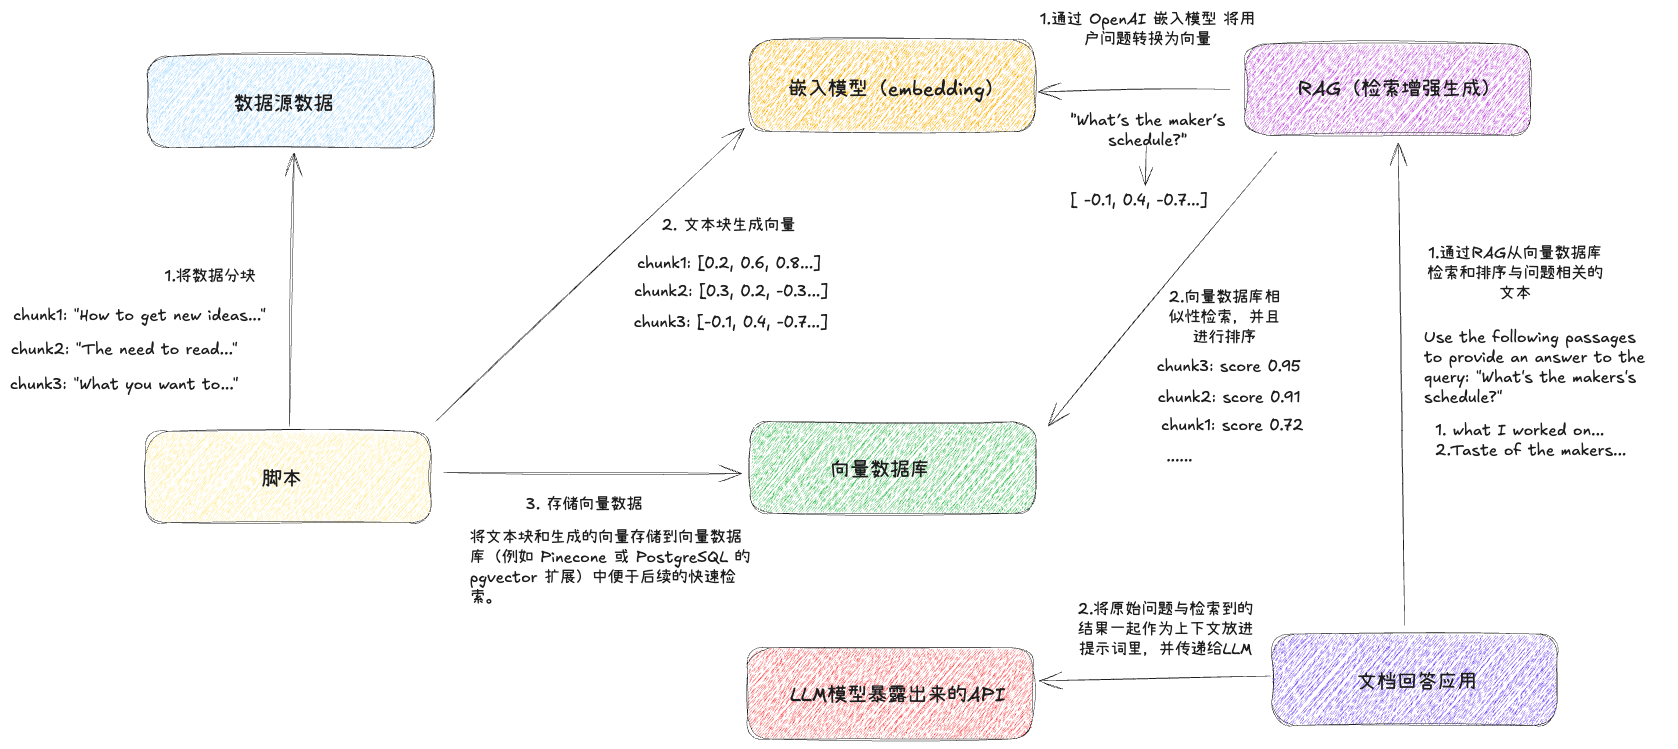 数据源数据
1.将数据分块
chunk1: "How to get new ideas..."
chunk2: "The need to read..."
chunk3: "What you want to..."
脚本
嵌入模型（embedding）
2. 文本块生成向量
chunk1: [0.2, 0.6, 0.8...]
chunk2: [0.3, 0.2, -0.3...]
chunk3: [-0.1, 0.4, -0.7...]
3. 存储向量数据
将文本块和生成的向量存储到向量数据
库（例如 Pinecone 或 PostgreSQL 的
pgvector 扩展）中便于后续的快速检
索。
向量数据库
1.通过 OpenAI 嵌入模型 将用
户问题转换为向量
"What's the maker's
schedule?"
[ -0.1, 0.4, -0.7...]
RAG（检索增强生成）
2.向量数据库相
似性检索，并且
进行排序
chunk3: score 0.95
chunk2: score 0.91
chunk1: score 0.72
......
1.通过RAG从向量数据库
检索和排序与问题相关的
文本
Use the following passages
to provide an answer to the
query: "What's the makers's
schedule?"
1. what I worked on...
2.Taste of the makers...
2.将原始问题与检索到的
结果一起作为上下文放进
提示词里，并传递给LLM
LLM模型暴露出来的API
文档回答应用